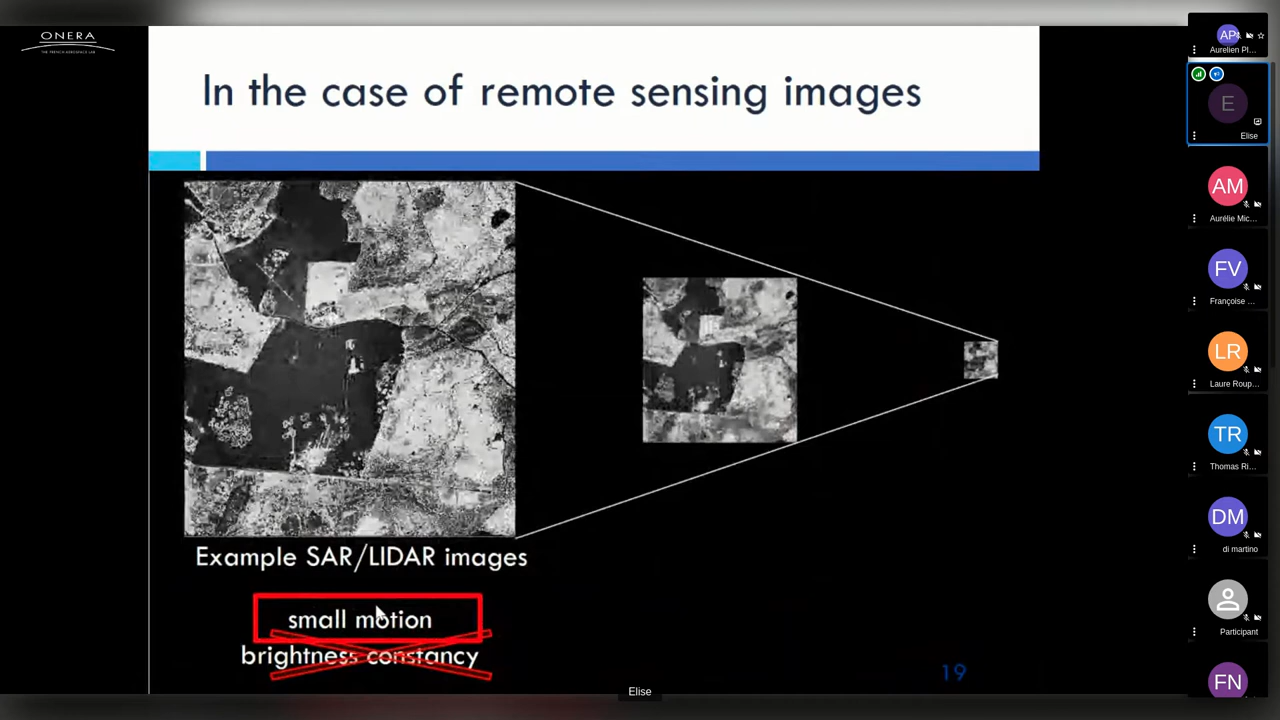 ONERA
THE FRENCH AEROSPACE LAB
In the case of remote sensing images
Example SAR/LIDAR images
small motion
brightness constancy
19
Elise
AP
Aurelien Pl...
E
Elise
AM
Aurélie Mic...
FV
Françoise ...
LR
Laure Roup...
TR
Thomas Ri...
DM
di martino
Participant
FN